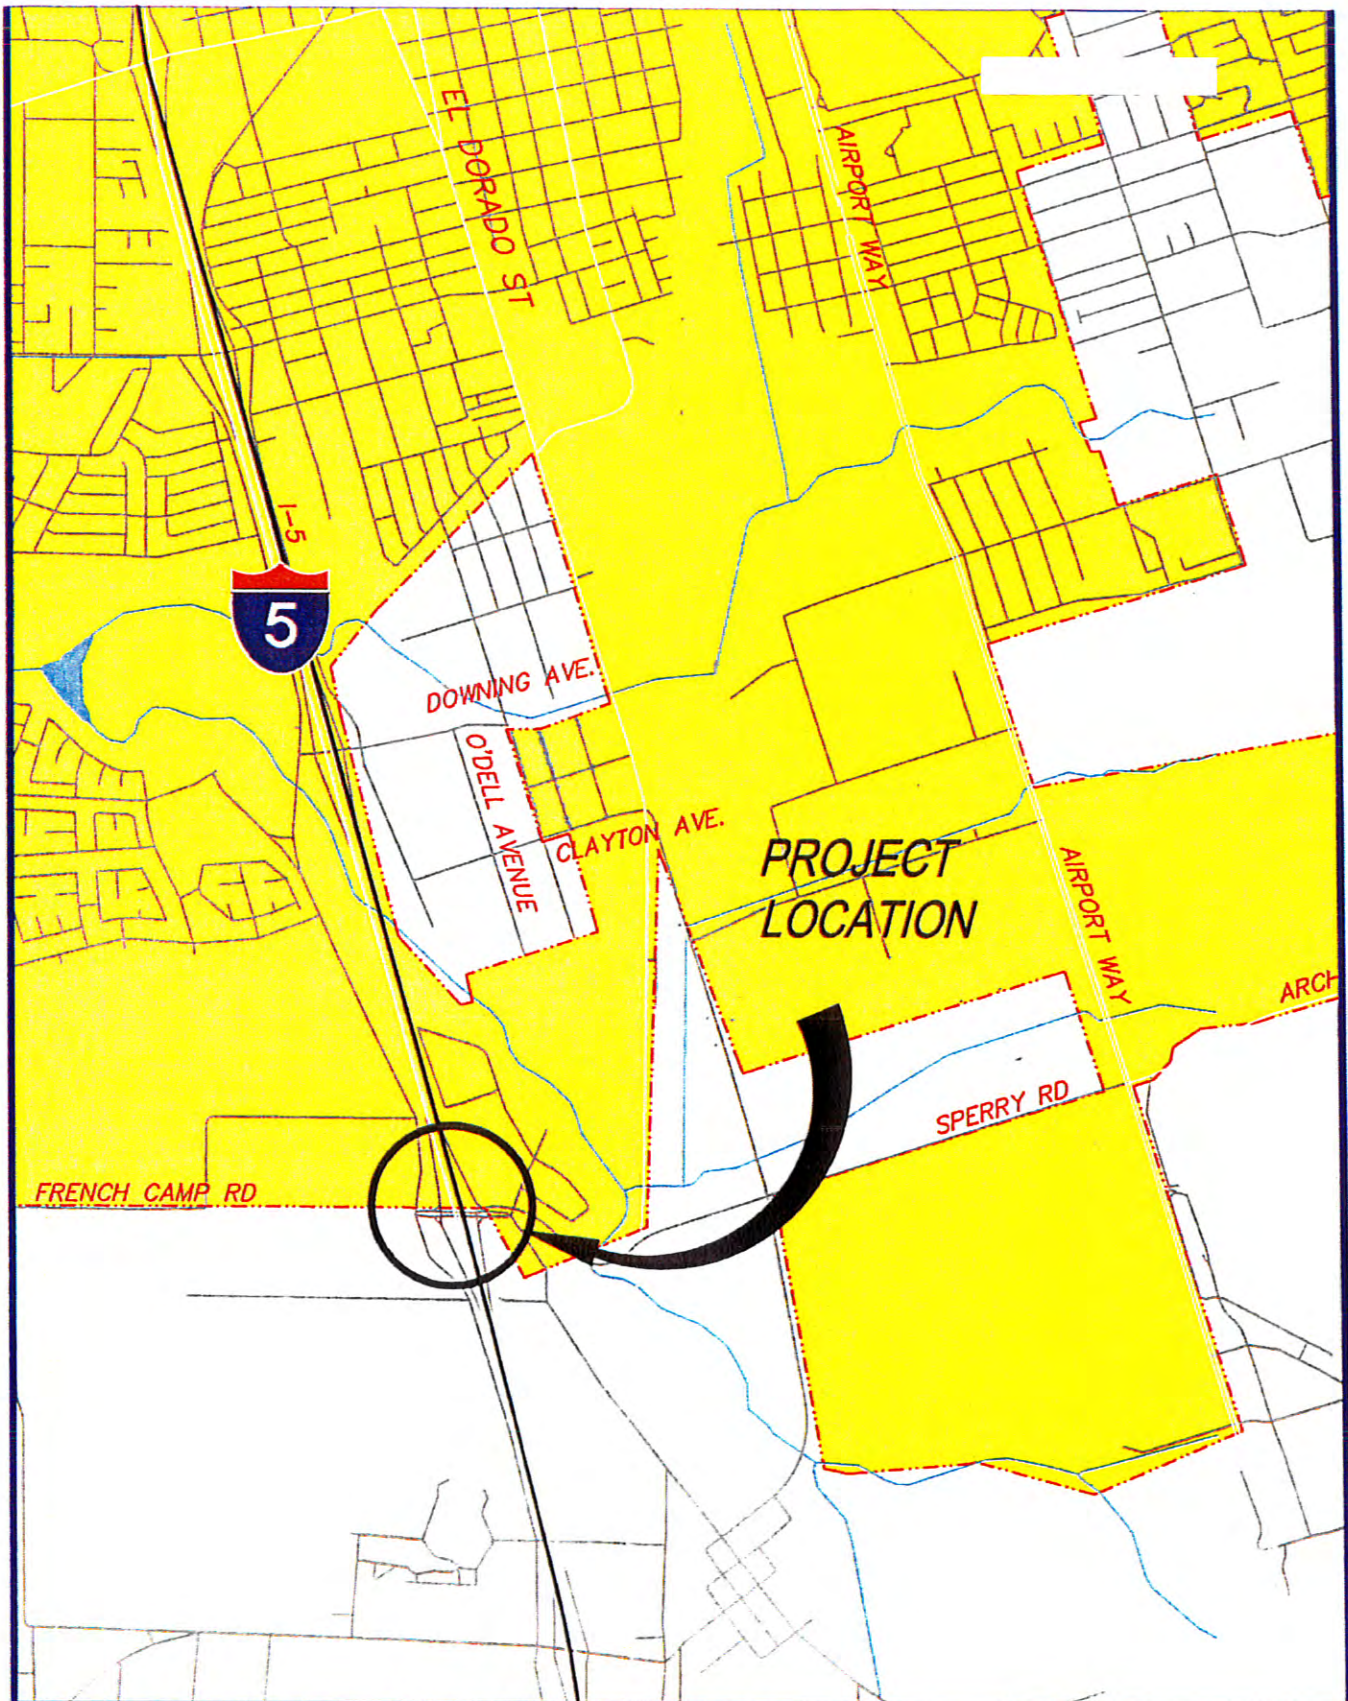 EL DORADO ST
AIRPORT WAY
I-5
5
DOWNING AVE.
O'DELL AVENUE
CLAYTON AVE.
PROJECT
LOCATION
AIRPORT WAY
ARCH
SPERRY RD
FRENCH CAMP RD